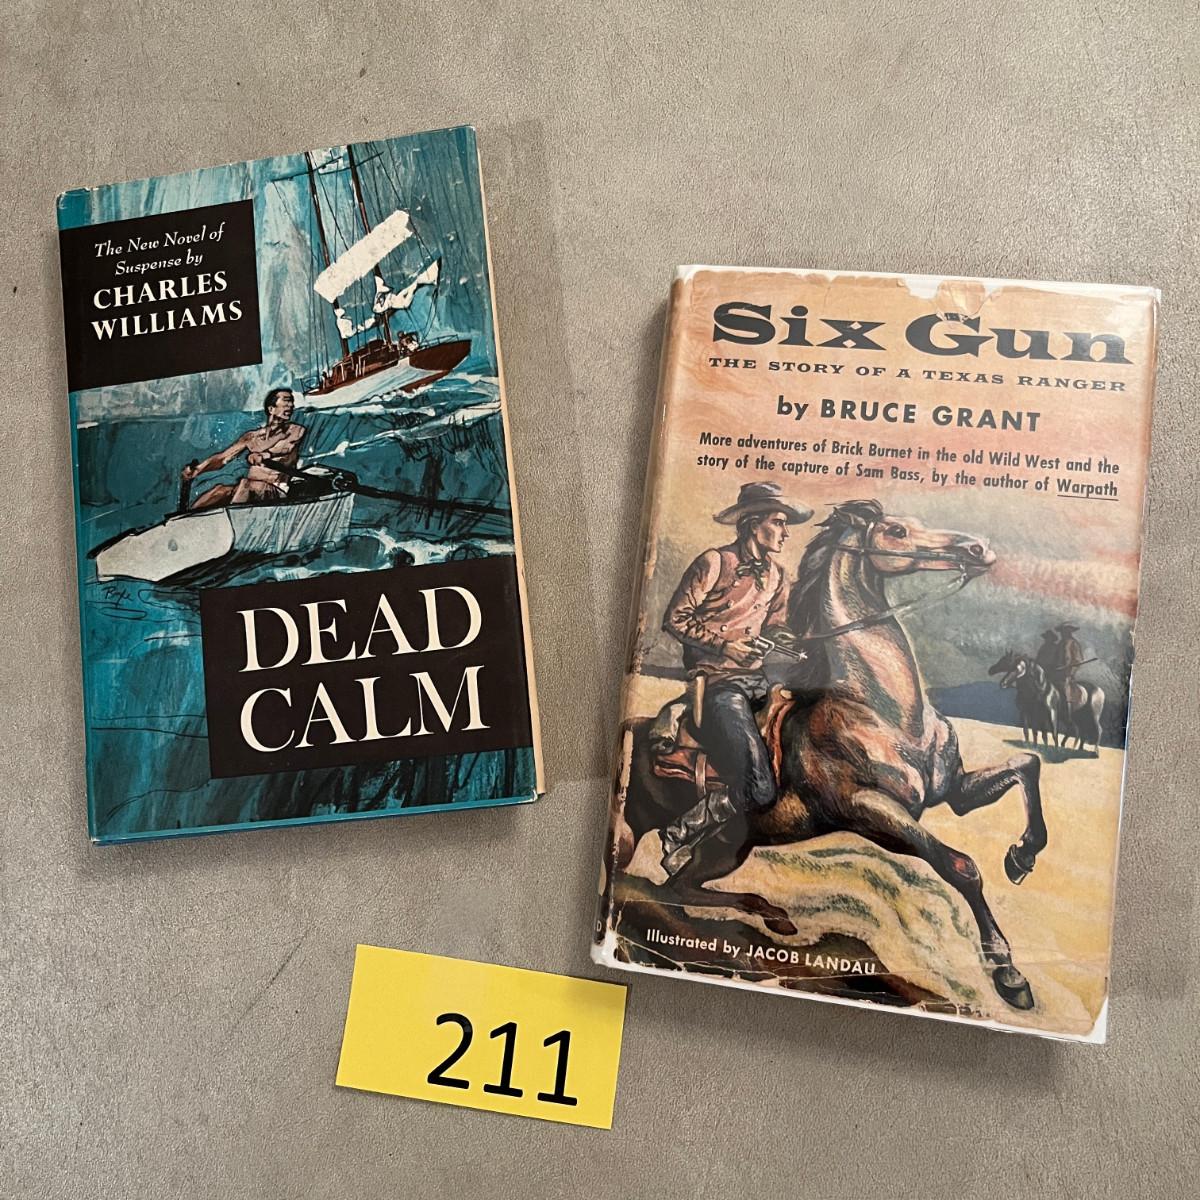 The New Novel of
Suspense by
CHARLES
WILLIAMS
DEAD
CALM
Six Gun
THE STORY OF A TEXAS RANGER
by BRUCE GRANT
More adventures of Brick Burnet in the old Wild West and the
story of the capture of Sam Bass, by the author of Warpath
Illustrated by JACOB LANDAU
211